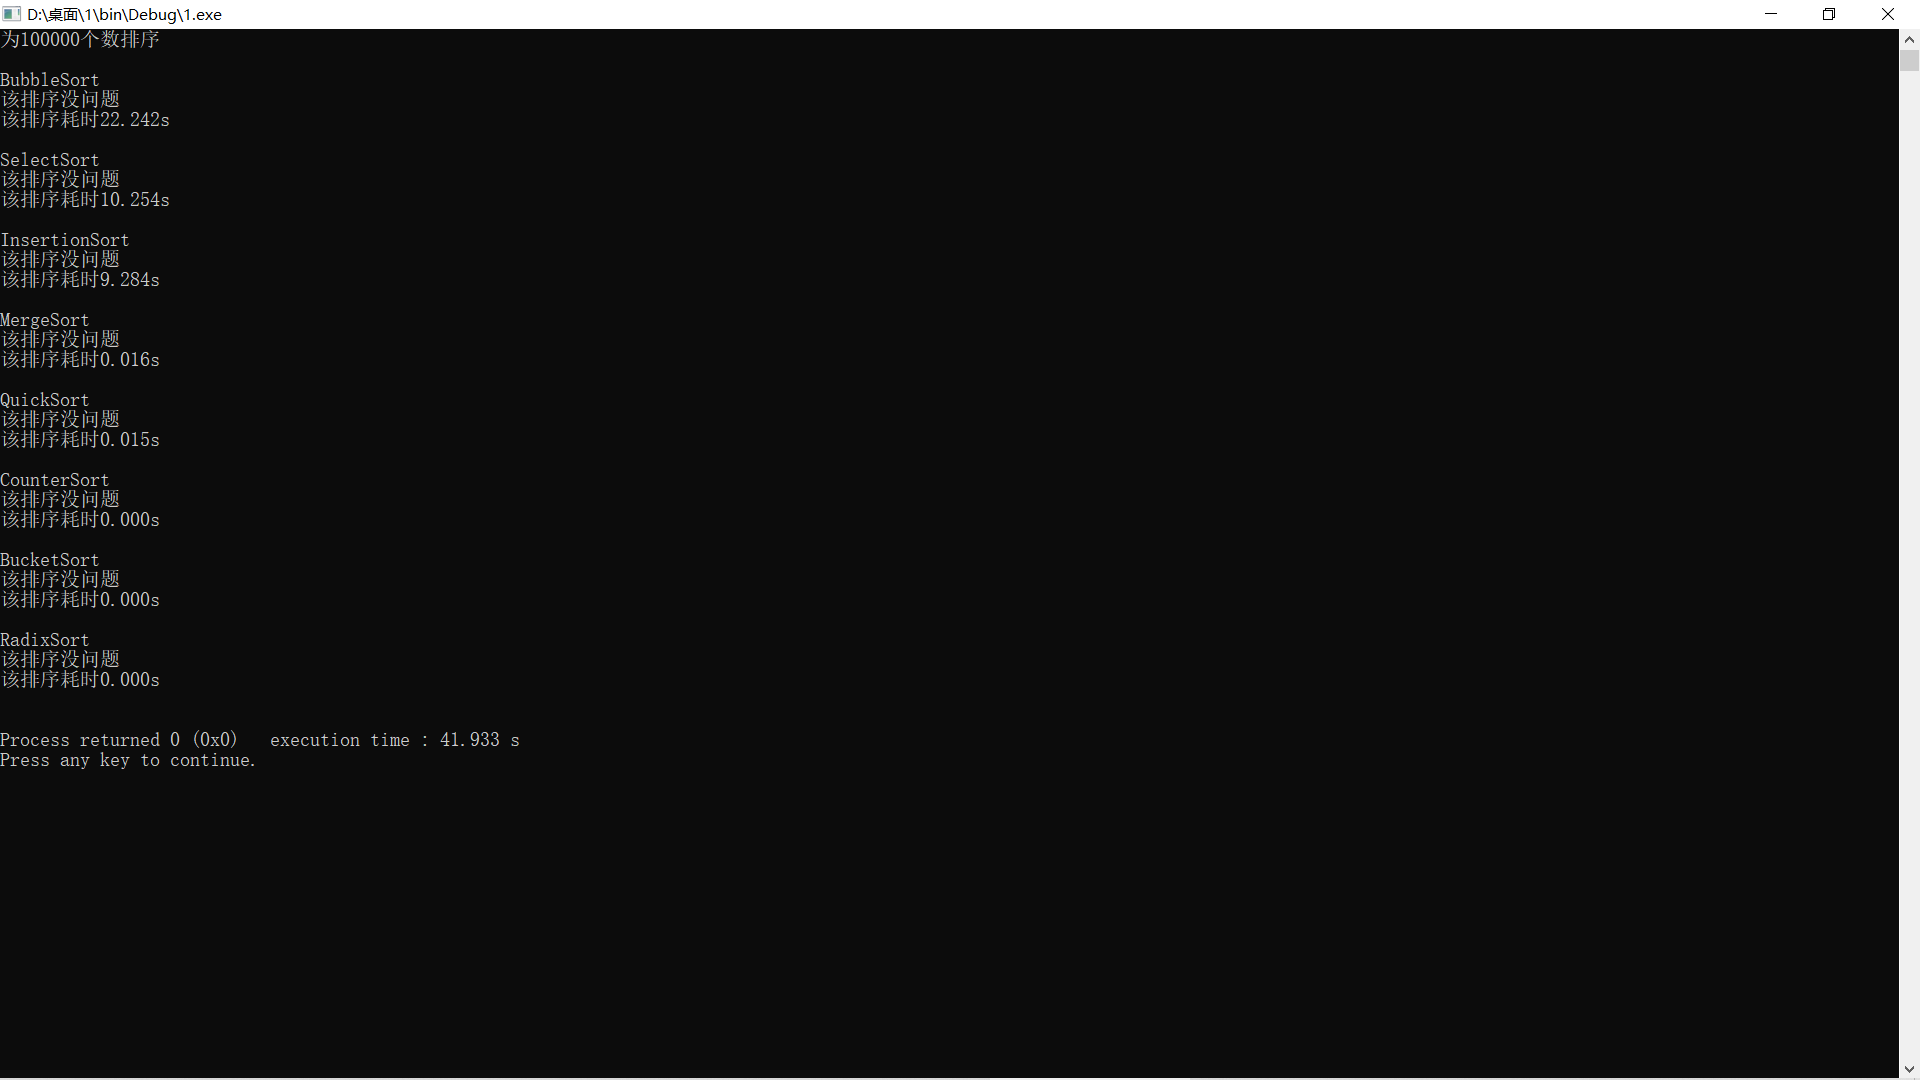 D:\桌面\1\bin\Debug\1.exe
为100000个数排序
BubbleSort
该排序没问题
该排序耗时22.242s
SelectSort
该排序没问题
该排序耗时10.254s
InsertionSort
该排序没问题
该排序耗时9.284s
MergeSort
该排序没问题
该排序耗时0.016s
QuickSort
该排序没问题
该排序耗时0.015s
CounterSort
该排序没问题
该排序耗时0.000s
BucketSort
该排序没问题
该排序耗时0.000s
RadixSort
该排序没问题
该排序耗时0.000s
Process returned 0 (0x0)   execution time : 41.933 s
Press any key to continue.